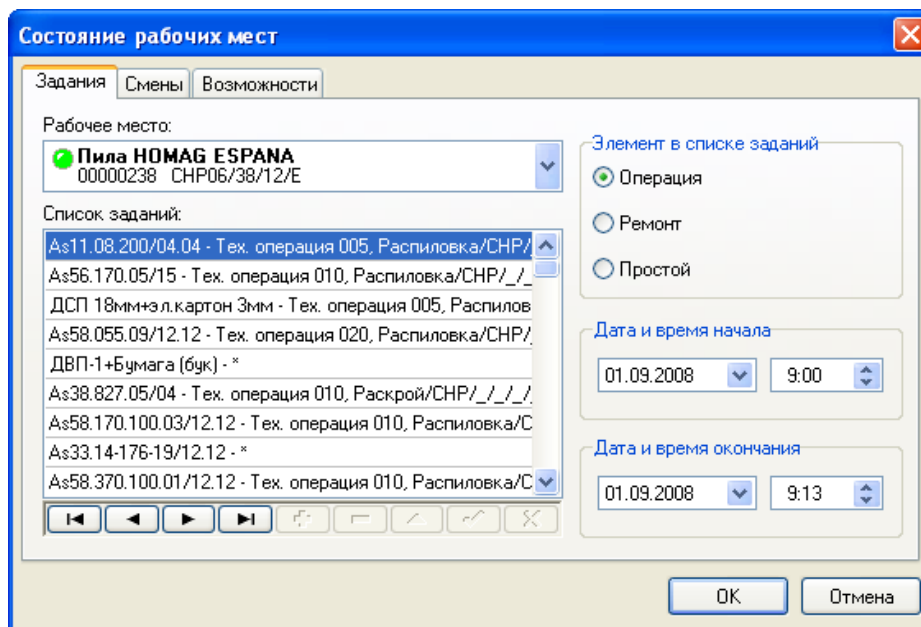 Состояние рабочих мест
Задания Смены Возможности
Рабочее место:
Пила HOMAG ESPANA
00000238 CHP06/38/12/E
Список заданий:
As11.08.200/04.04 - Тех. операция 005, Распиловка/CHP/
As56.170.05/15 - Тех. операция 010, Распиловка/CHP/_/_
ДСП 18мм+эл.картон 3мм - Тех. операция 005, Распилов
As58.055.09/12.12 - Тех. операция 020, Распиловка/CHP/
ДВП-1+Бумага (бук) - *
As38.827.05/04 - Тех. операция 010, Раскрой/CHP/_/_/_/
As58.170.100.03/12.12 - Тех. операция 010, Распиловка/С
As33.14-176-19/12.12 - *
As58.370.100.01/12.12 - Тех. операция 010, Распиловка/С
Элемент в списке заданий
Операция
Ремонт
Простой
Дата и время начала
01.09.2008 9:00
Дата и время окончания
01.09.2008 9:13
OK Отмена